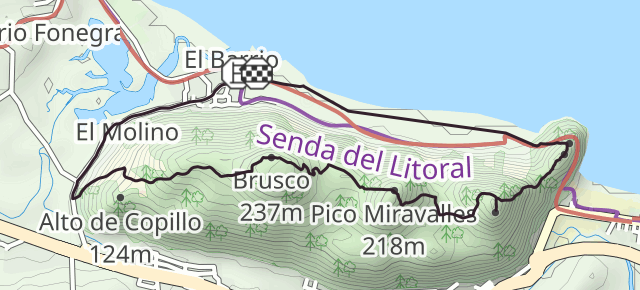 rio Fonegra
El Barrio
El Molino
Senda del Litoral
Brusco
237m
Pico Miravalles
218m
Alto de Copillo
124m